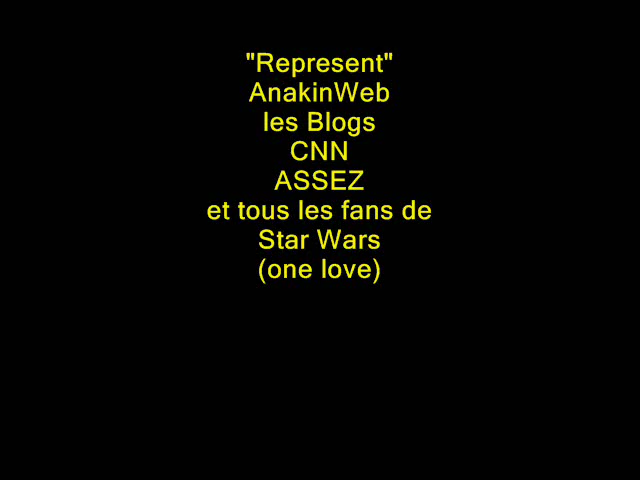 "Represent"
AnakinWeb
les Blogs
CNN
ASSEZ
et tous les fans de
Star Wars
(one love)